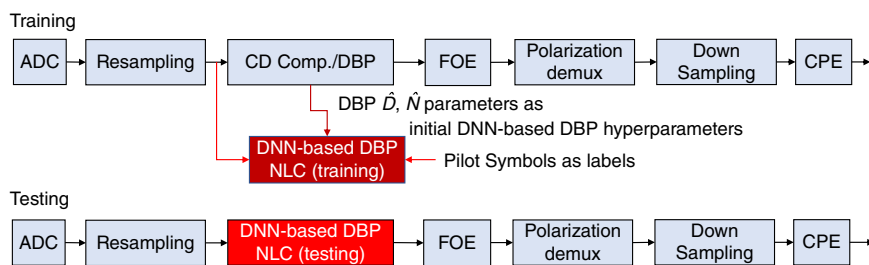 Training
ADC
Resampling
CD Comp./DBP
FOE
Polarization
demux
Down
Sampling
CPE
DBP D̂, N̂ parameters as
initial DNN-based DBP hyperparameters
DNN-based DBP
NLC (training)
Pilot Symbols as labels
Testing
ADC
Resampling
DNN-based DBP
NLC (testing)
FOE
Polarization
demux
Down
Sampling
CPE